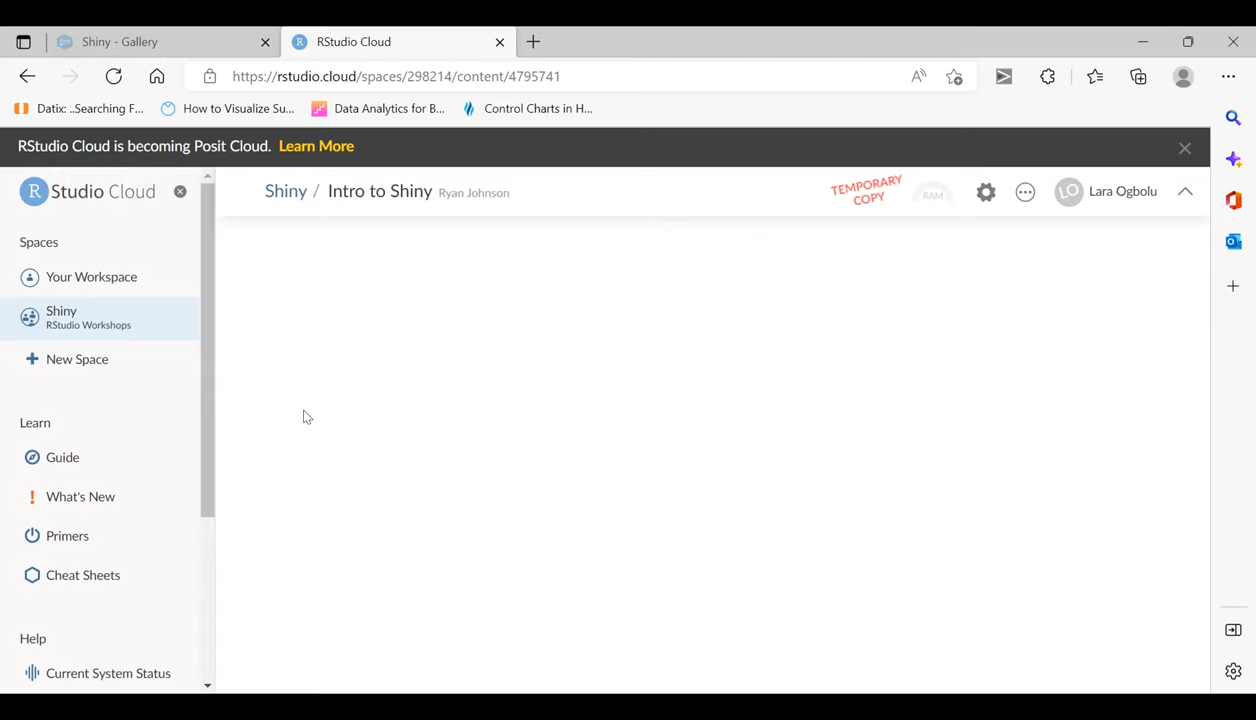 Shiny - Gallery
RStudio Cloud
https://rstudio.cloud/spaces/298214/content/4795741
Datix: ..Searching F...
How to Visualize Su...
Data Analytics for B...
Control Charts in H...
RStudio Cloud is becoming Posit Cloud. Learn More
R Studio Cloud
Shiny / Intro to Shiny Ryan Johnson
TEMPORARY
COPY
RAM
LO Lara Ogbolu
Spaces
Your Workspace
Shiny
RStudio Workshops
New Space
Learn
Guide
What's New
Primers
Cheat Sheets
Help
Current System Status